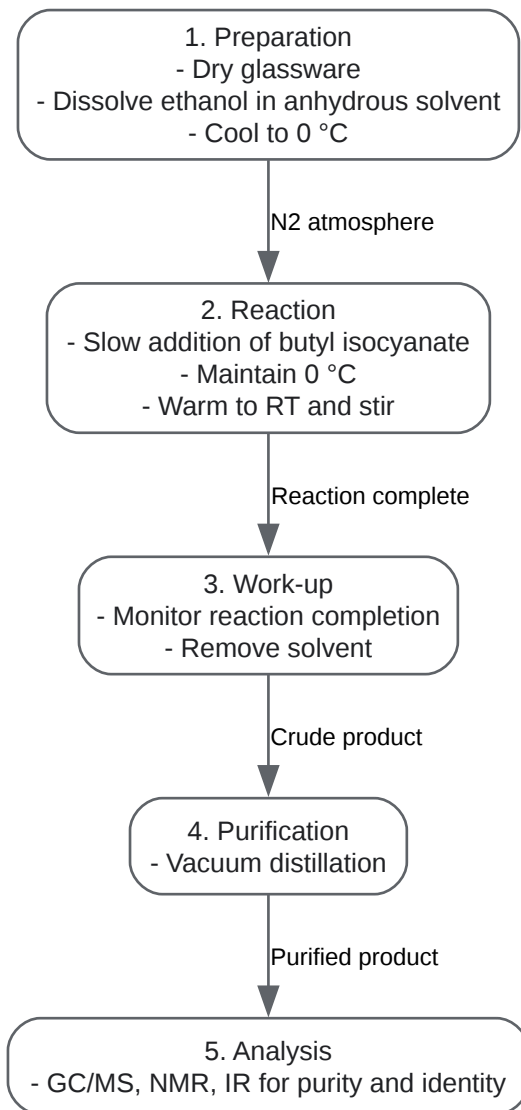 1. Preparation
- Dry glassware
- Dissolve ethanol in anhydrous solvent
- Cool to 0 °C
N2 atmosphere
2. Reaction
- Slow addition of butyl isocyanate
- Maintain 0 °C
- Warm to RT and stir
Reaction complete
3. Work-up
- Monitor reaction completion
- Remove solvent
Crude product
4. Purification
- Vacuum distillation
Purified product
5. Analysis
- GC/MS, NMR, IR for purity and identity